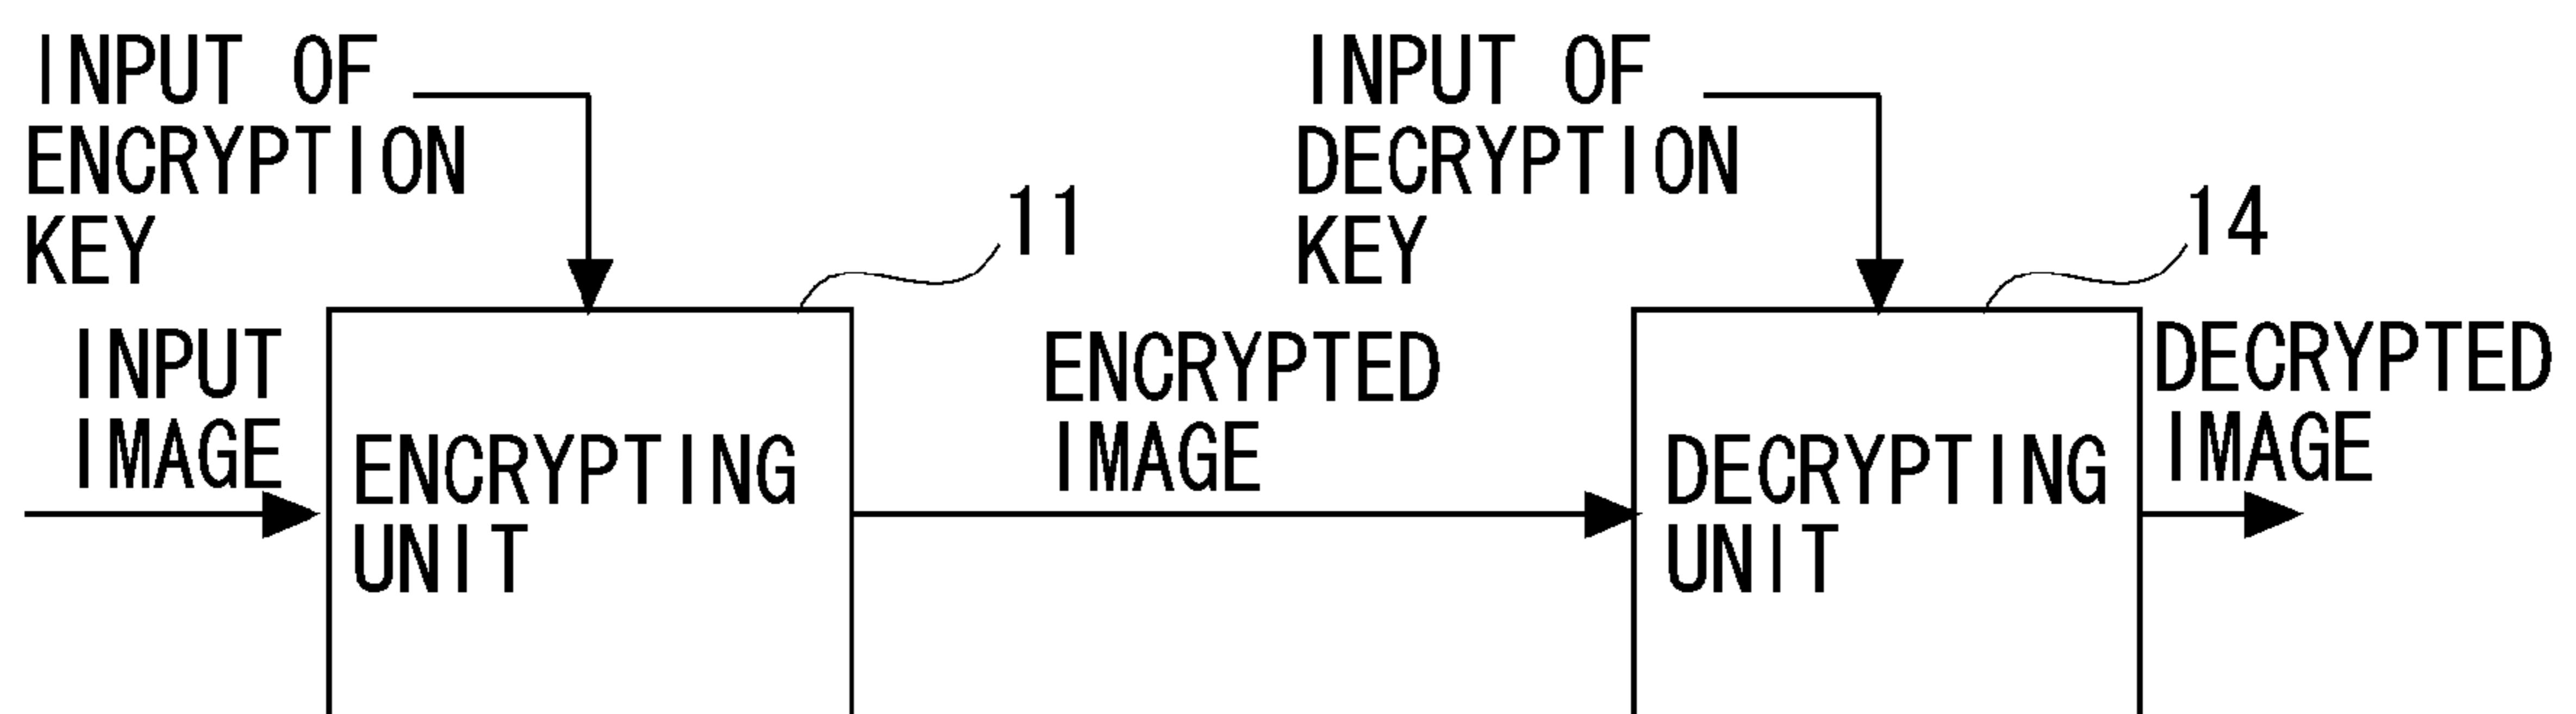 INPUT OF
ENCRYPTION
KEY
11
INPUT
IMAGE
ENCRYPTING
UNIT
ENCRYPTED
IMAGE
INPUT OF
DECRYPTION
KEY
14
DECRYPTING
UNIT
DECRYPTED
IMAGE